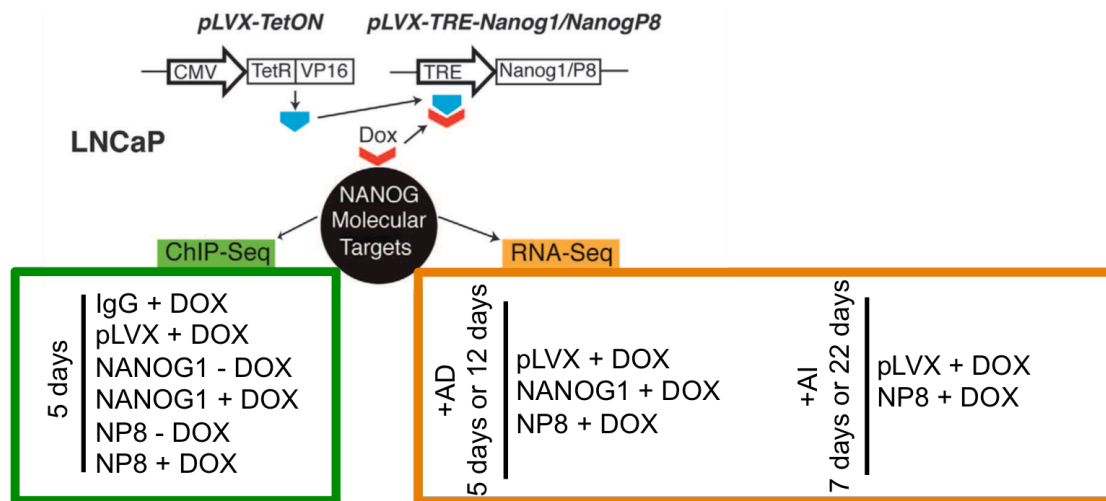 pLVX-TetON
pLVX-TRE-Nanog1/NanogP8
CMV
TetR VP16
TRE
Nanog1/P8
LNCaP
Dox
NANOG
Molecular
Targets
ChIP-Seq
RNA-Seq
5 days
IgG + DOX
pLVX + DOX
NANOG1 - DOX
NANOG1 + DOX
NP8 - DOX
NP8 + DOX
+AD
5 days or 12 days
pLVX + DOX
NANOG1 + DOX
NP8 + DOX
+AI
7 days or 22 days
pLVX + DOX
NP8 + DOX